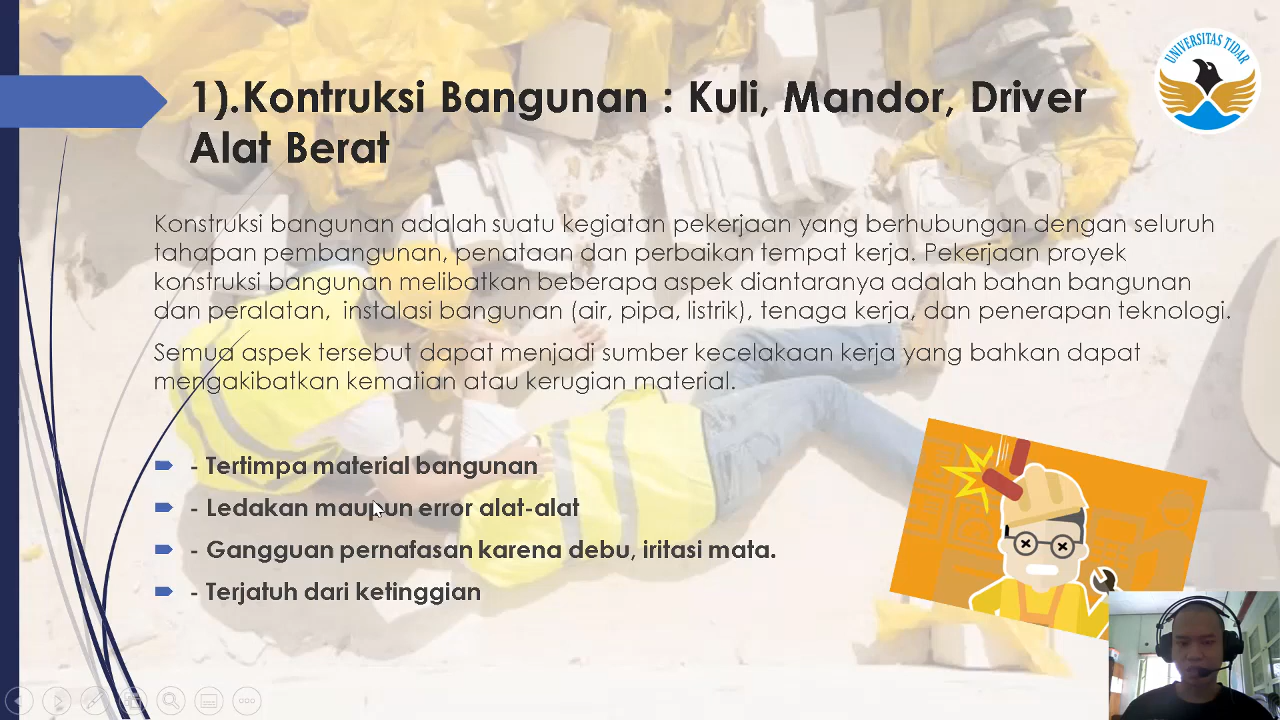 UNIVERSITAS TIDAR
1).Kontruksi Bangunan : Kuli, Mandor, Driver
Alat Berat
Konstruksi bangunan adalah suatu kegiatan pekerjaan yang berhubungan dengan seluruh
tahapan pembangunan, penataan dan perbaikan tempat kerja. Pekerjaan proyek
konstruksi bangunan melibatkan beberapa aspek diantaranya adalah bahan bangunan
dan peralatan, instalasi bangunan (air, pipa, listrik), tenaga kerja, dan penerapan teknologi.
Semua aspek tersebut dapat menjadi sumber kecelakaan kerja yang bahkan dapat
mengakibatkan kematian atau kerugian material.
- Tertimpa material bangunan
- Ledakan maupun error alat-alat
- Gangguan pernafasan karena debu, iritasi mata.
- Terjatuh dari ketinggian